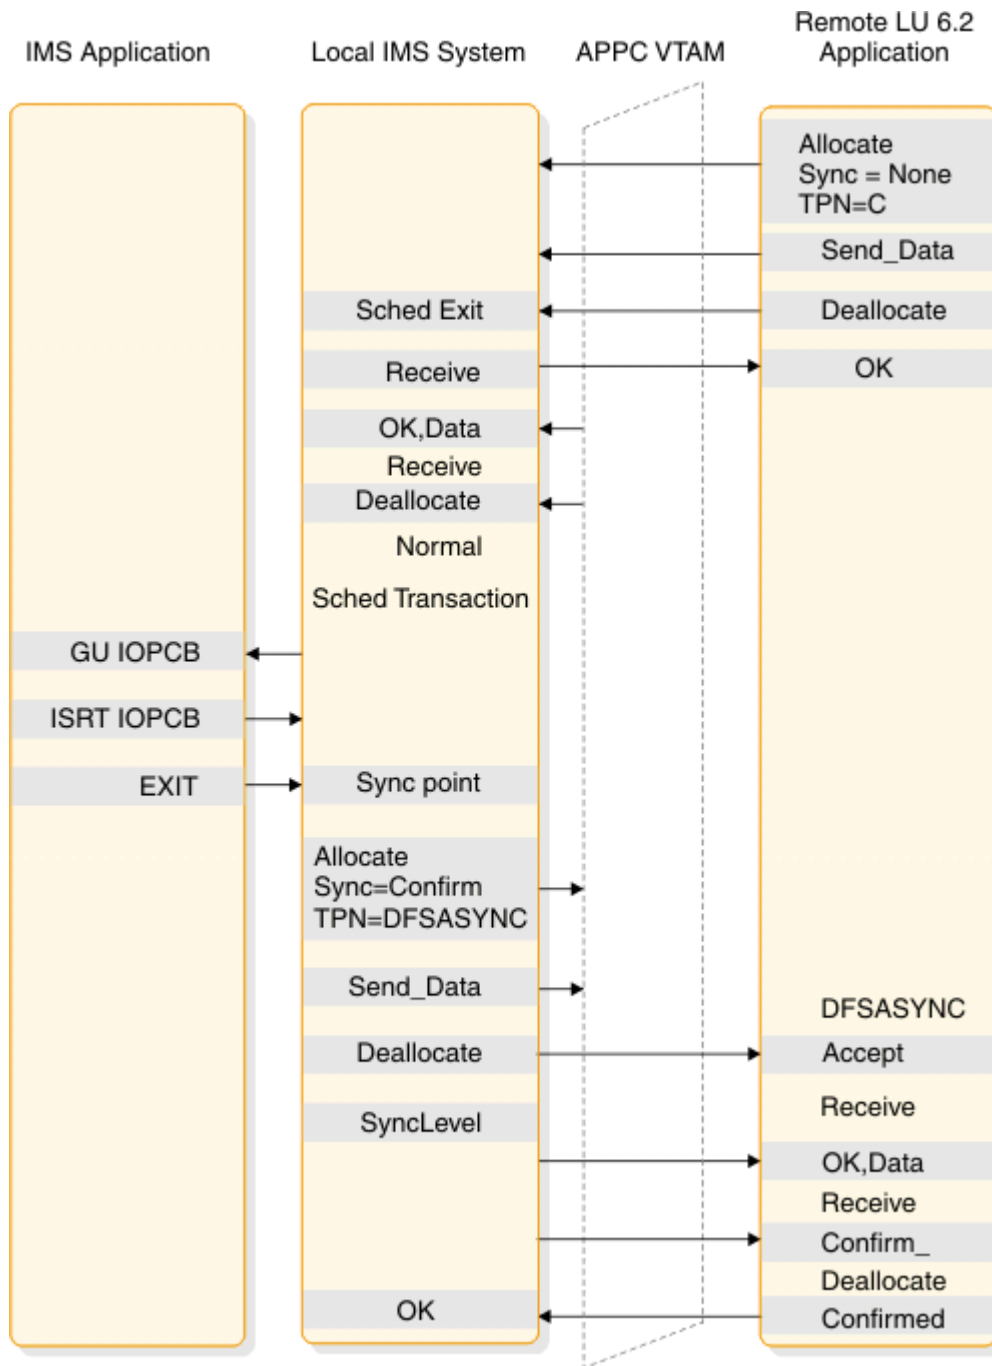 IMS Application
Local IMS System
APPC VTAM
Remote LU 6.2
Application
Allocate
Sync = None
TPN=C
Send_Data
Sched Exit
Deallocate
Receive
OK
OK,Data
Receive
Deallocate
Normal
Sched Transaction
GU IOPCB
ISRT IOPCB
EXIT
Sync point
Allocate
Sync=Confirm
TPN=DFSASYNC
Send_Data
DFSASYNC
Deallocate
Accept
Receive
SyncLevel
OK,Data
Receive
Confirm_
Deallocate
OK
Confirmed